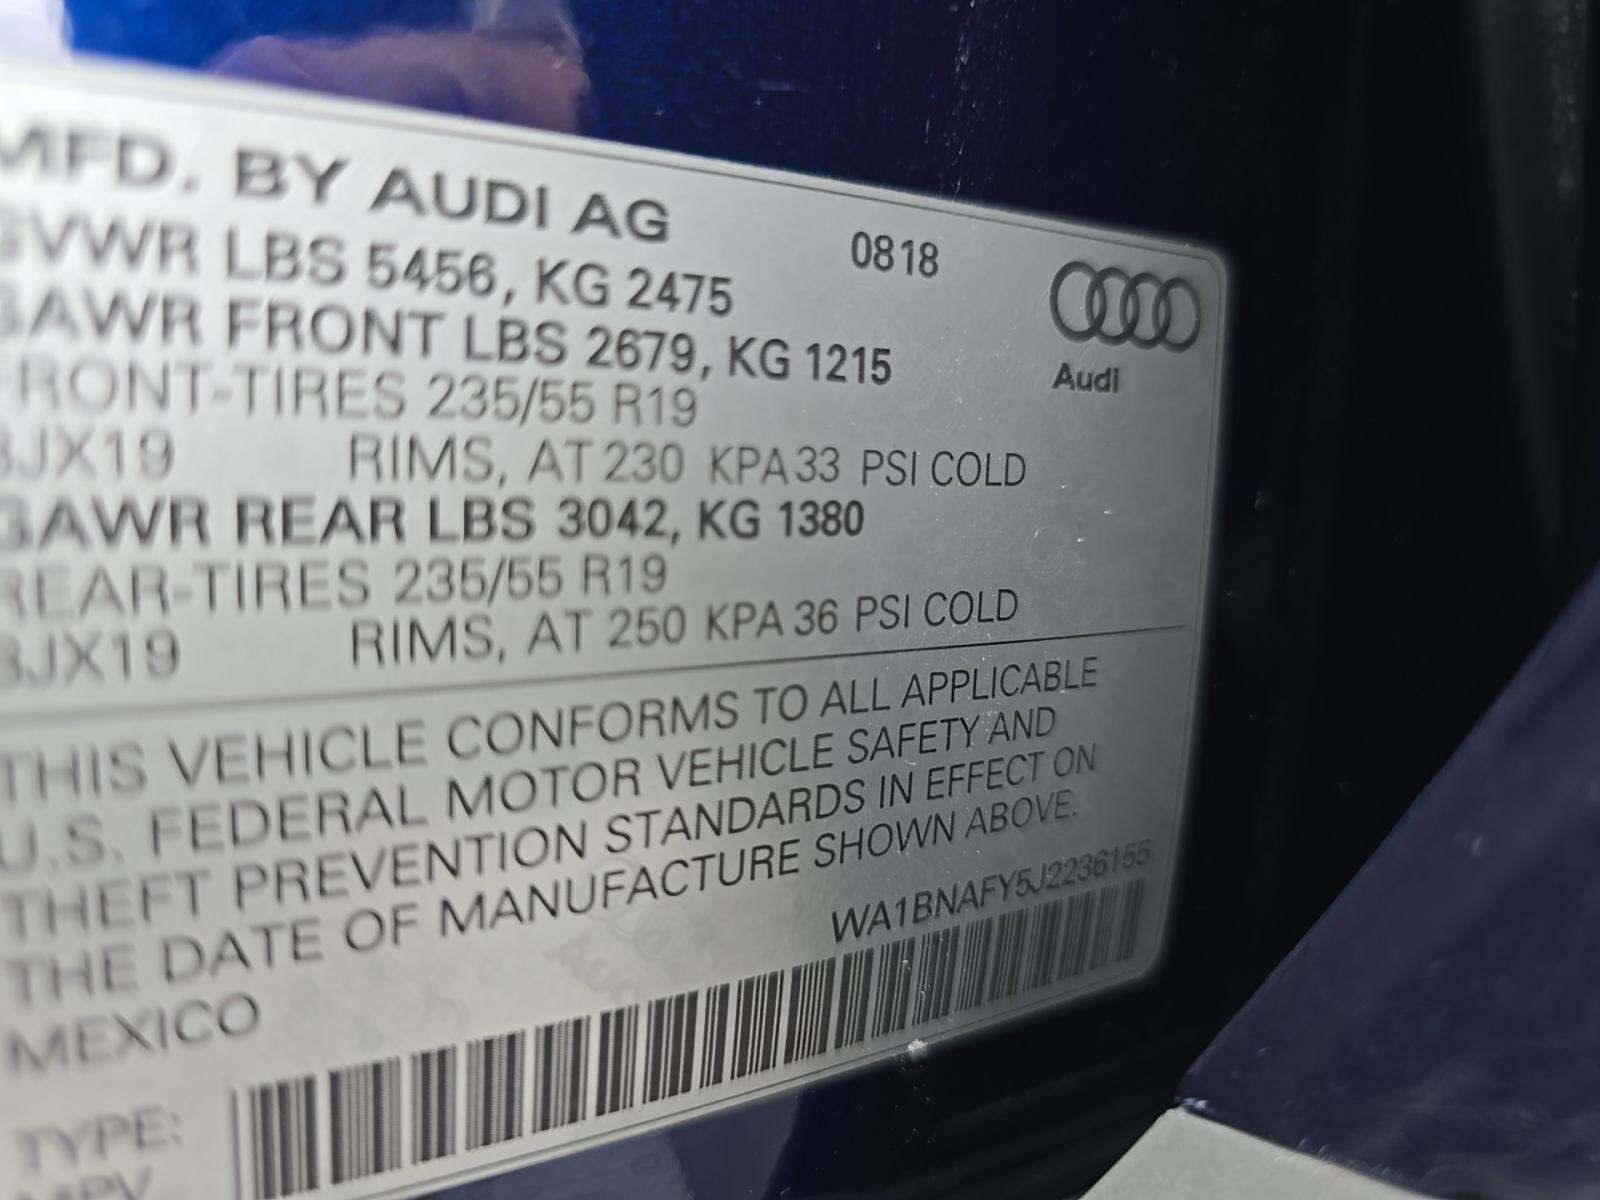 MFD. BY AUDI AG
0818
GVWR LBS 5456, KG 2475
GAWR FRONT LBS 2679, KG 1215
Audi
FRONT-TIRES 235/55 R19
8JX19 RIMS, AT 230 KPA 33 PSI COLD
GAWR REAR LBS 3042, KG 1380
REAR-TIRES 235/55 R19
8JX19 RIMS, AT 250 KPA 36 PSI COLD
THIS VEHICLE CONFORMS TO ALL APPLICABLE
U.S. FEDERAL MOTOR VEHICLE SAFETY AND
THEFT PREVENTION STANDARDS IN EFFECT ON
THE DATE OF MANUFACTURE SHOWN ABOVE.
MEXICO
WA1BNAFY5J2236155
TYPE:
MPV